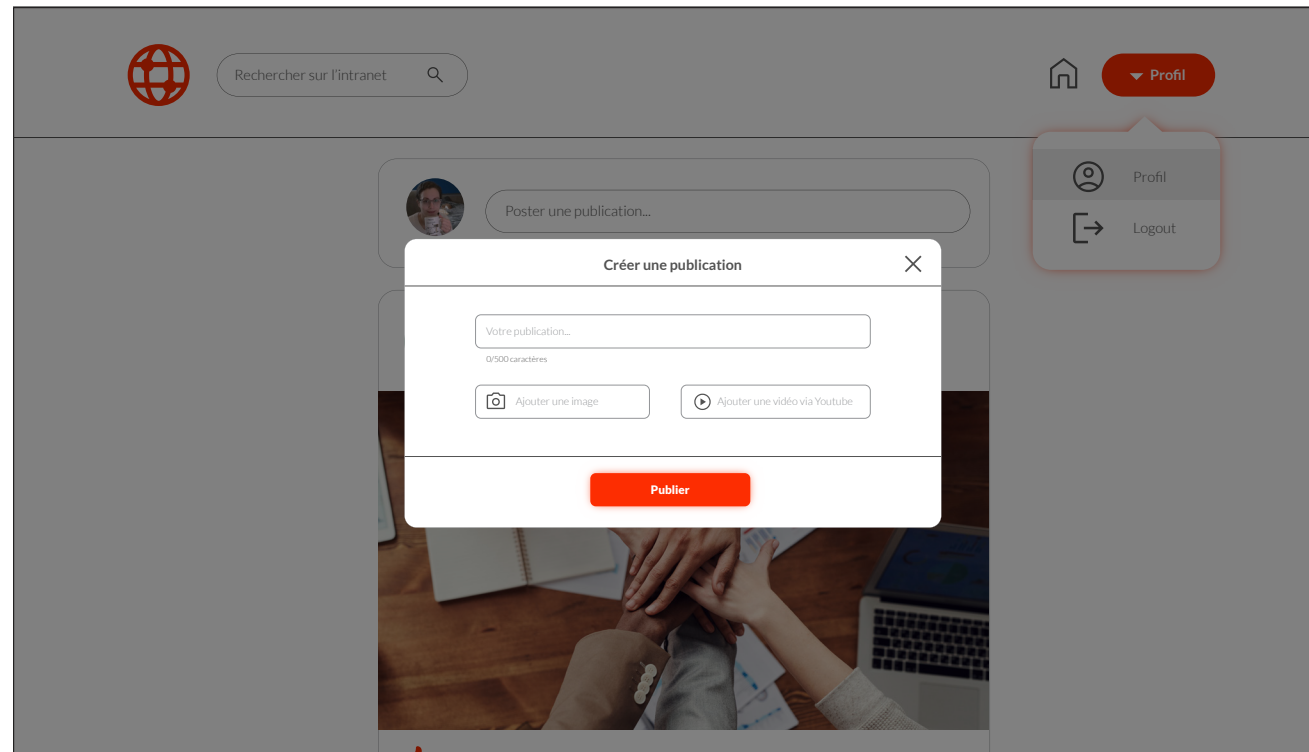 Rechercher sur l'intranet
Profil
Profil
Logout
Poster une publication...
Créer une publication
Votre publication...
0/500 caractères
Ajouter une image
Ajouter une vidéo via Youtube
Publier